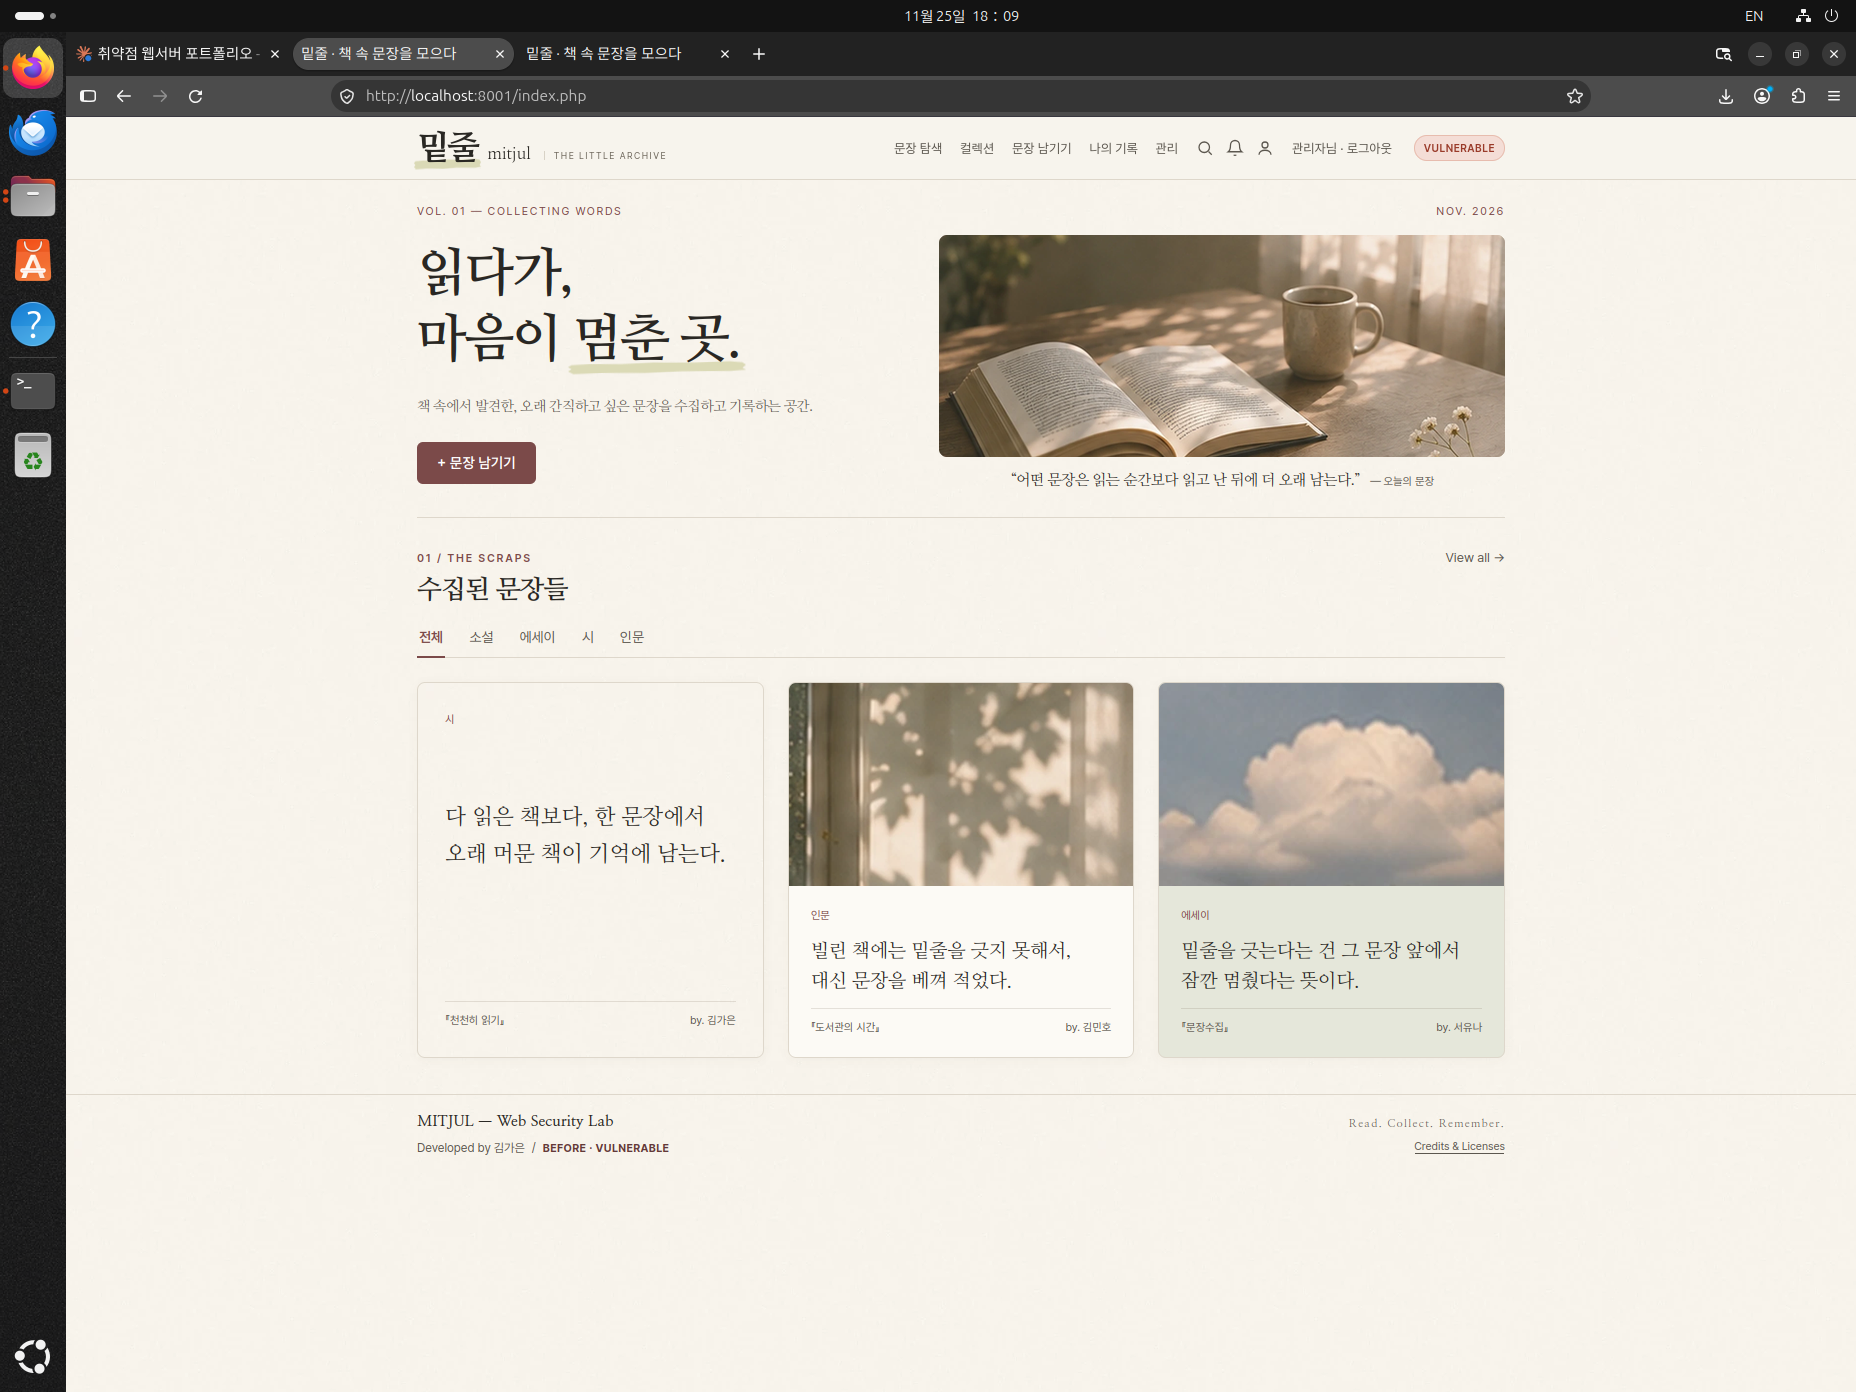 11월 25일 18 : 09
EN
취약점 웹서버 포트폴리오 -
밑줄 · 책 속 문장을 모으다
밑줄 · 책 속 문장을 모으다
http://localhost:8001/index.php
밑줄 mitjul THE LITTLE ARCHIVE
문장 탐색 컬렉션 문장 남기기 나의 기록 관리 관리자님 · 로그아웃 VULNERABLE
VOL. 01 — COLLECTING WORDS
NOV. 2026
읽다가,
마음이 멈춘 곳.
책 속에서 발견한, 오래 간직하고 싶은 문장을 수집하고 기록하는 공간.
+ 문장 남기기
“어떤 문장은 읽는 순간보다 읽고 난 뒤에 더 오래 남는다.” — 오늘의 문장
01 / THE SCRAPS
View all →
수집된 문장들
전체 소설 에세이 시 인문
시
다 읽은 책보다, 한 문장에서
오래 머문 책이 기억에 남는다.
『천천히 읽기』 by. 김가은
인문
빌린 책에는 밑줄을 긋지 못해서,
대신 문장을 베껴 적었다.
『도서관의 시간』 by. 김민호
에세이
밑줄을 긋는다는 건 그 문장 앞에서
잠깐 멈췄다는 뜻이다.
『문장수집』 by. 서유나
MITJUL — Web Security Lab
Developed by 김가은 / BEFORE · VULNERABLE
Read. Collect. Remember.
Credits & Licenses